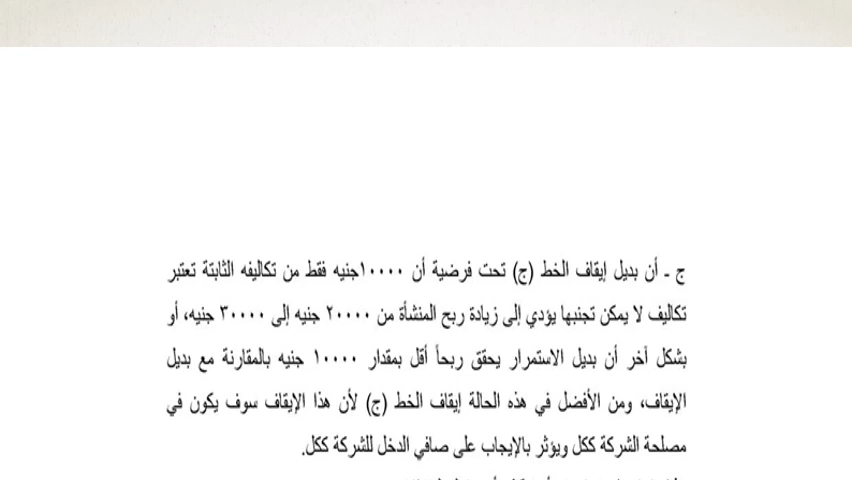 ج ـ أن بديل إيقاف الخط (ج) تحت فرضية أن ١٠٠٠٠جنيه فقط من تكاليفه الثابتة تعتبر
تكاليف لا يمكن تجنبها يؤدي إلى زيادة ربح المنشأة من ٢٠٠٠٠ جنيه إلى ٣٠٠٠٠ جنيه، أو
بشكل أخر أن بديل الاستمرار يحقق ربحاً أقل بمقدار ١٠٠٠٠ جنيه بالمقارنة مع بديل
الإيقاف، ومن الأفضل في هذه الحالة إيقاف الخط (ج) لأن هذا الإيقاف سوف يكون في
مصلحة الشركة ككل ويؤثر بالإيجاب على صافي الدخل للشركة ككل.